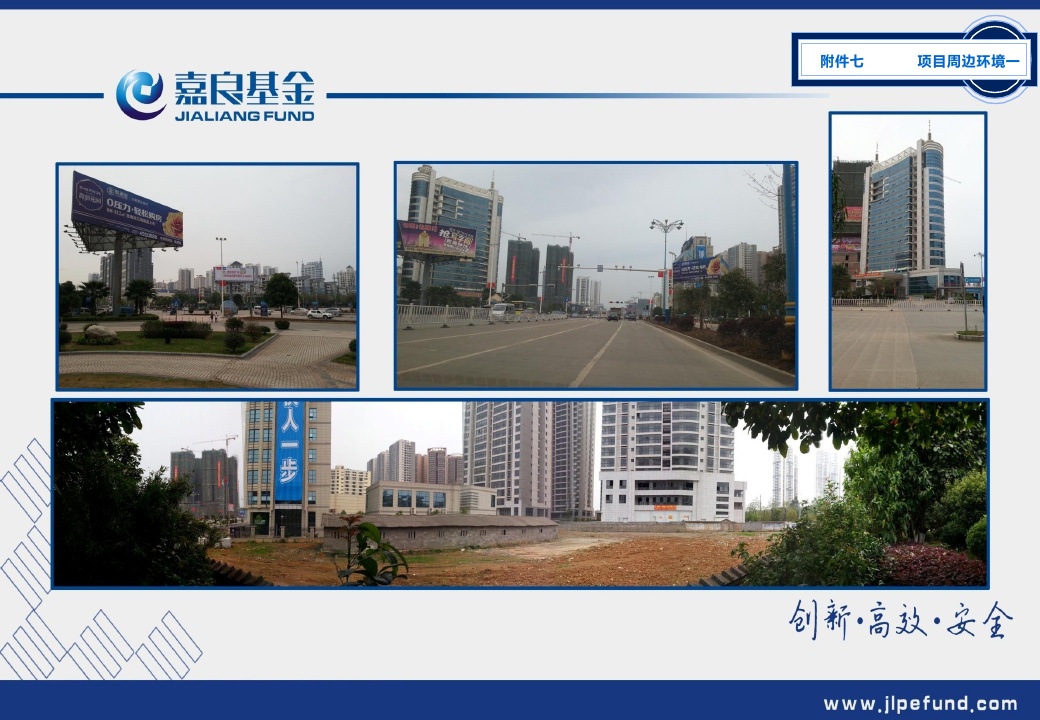 附件七 项目周边环境一
嘉良基金
JIALIANG FUND
0压力·轻松购房
人一步
创新·高效·安全
www.jlpefund.com